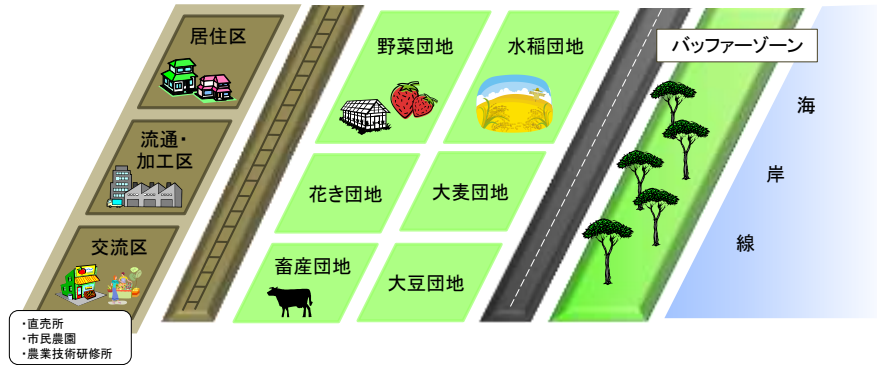 居住区
流通・
加工区
交流区
・直売所
・市民農園
・農業技術研修所
野菜団地
水稲団地
花き団地
大麦団地
畜産団地
大豆団地
バッファーゾーン
海
岸
線